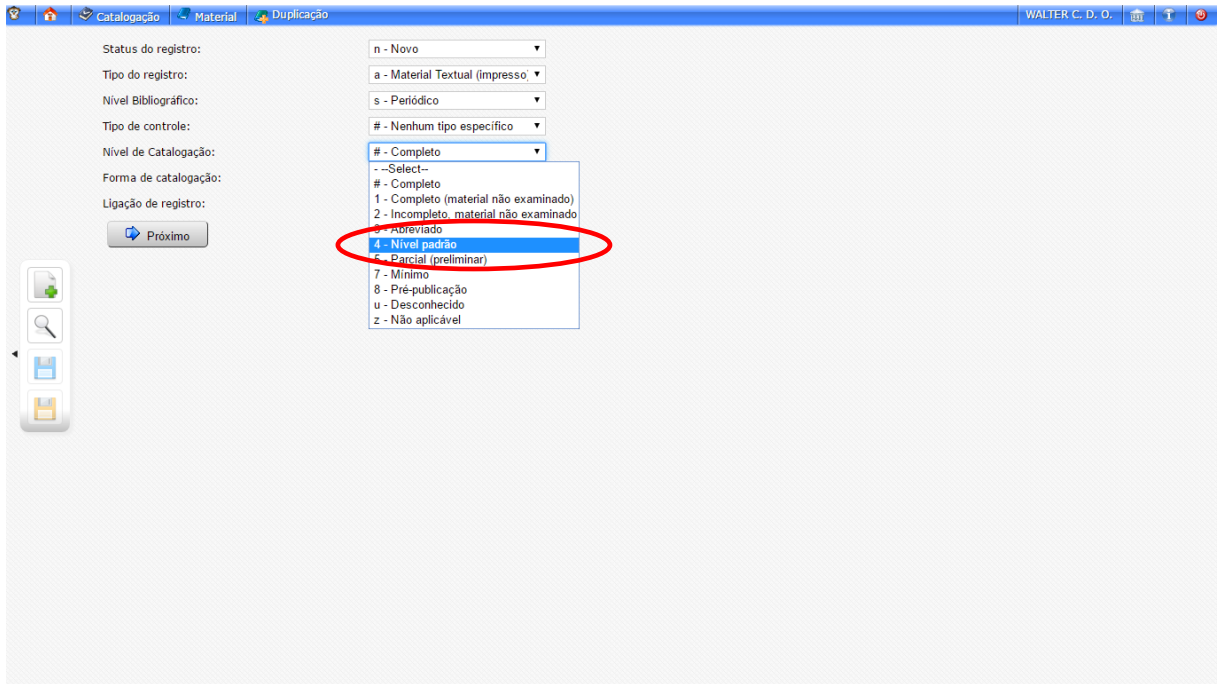 Catalogação Material Duplicação WALTER C. D. O.
Status do registro: n - Novo
Tipo do registro: a - Material Textual (impresso)
Nível Bibliográfico: s - Periódico
Tipo de controle: # - Nenhum tipo específico
Nível de Catalogação: # - Completo
- --Select--
Forma de catalogação:
# - Completo
1 - Completo (material não examinado)
Ligação de registro:
2 - Incompleto, material não examinado
3 - Abreviado
Próximo
4 - Nível padrão
5 - Parcial (preliminar)
7 - Mínimo
8 - Pré-publicação
u - Desconhecido
z - Não aplicável